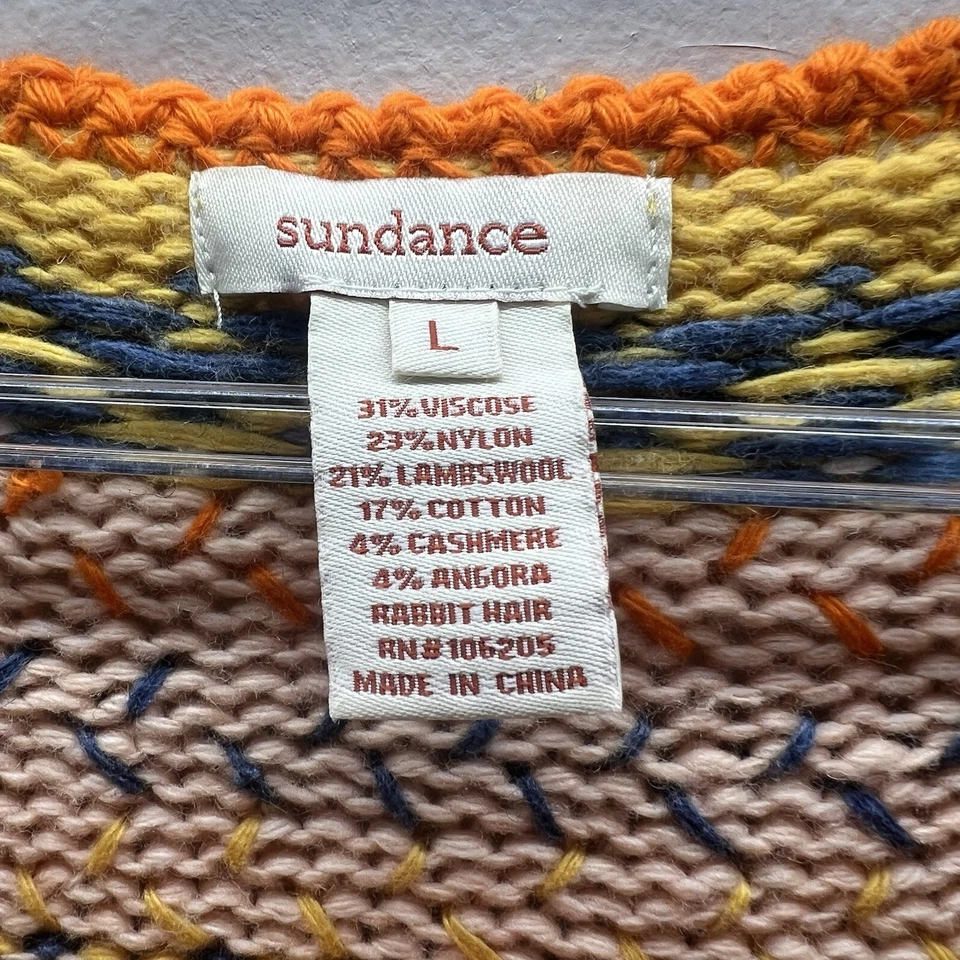 sundance
L
31% VISCOSE
23% NYLON
21% LAMBSWOOL
17% COTTON
4% CASHMERE
4% ANGORA
RABBIT HAIR
RN#106205
MADE IN CHINA